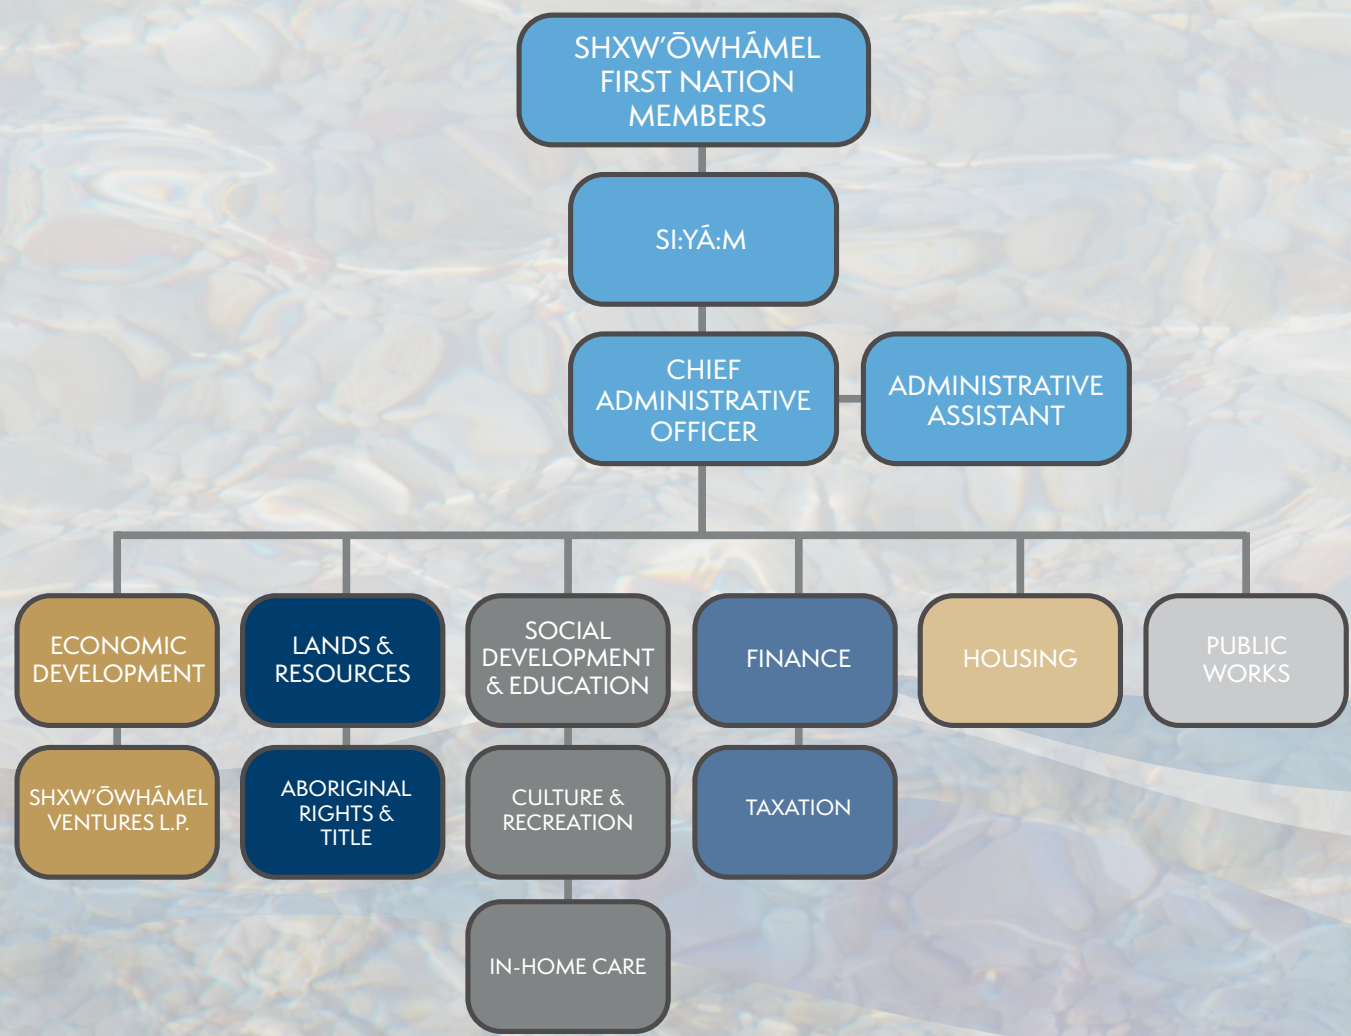 SHXW'ŌWHÁMEL
FIRST NATION
MEMBERS
SI:YÁ:M
CHIEF
ADMINISTRATIVE
OFFICER
ADMINISTRATIVE
ASSISTANT
ECONOMIC
DEVELOPMENT
LANDS &
RESOURCES
SOCIAL
DEVELOPMENT
& EDUCATION
FINANCE
HOUSING
PUBLIC
WORKS
SHXW'ŌWHÁMEL
VENTURES L.P.
ABORIGINAL
RIGHTS &
TITLE
CULTURE &
RECREATION
TAXATION
IN-HOME CARE